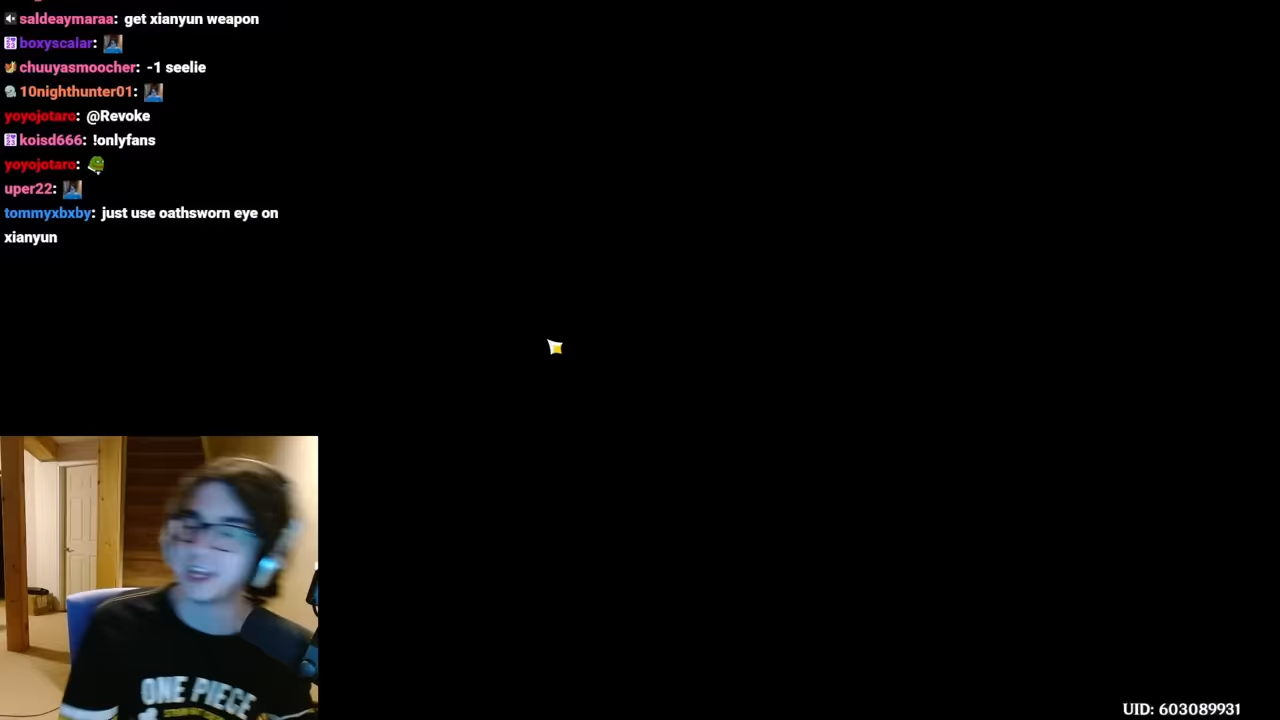 saldeaymaraa: get xianyun weapon
boxyscalar:
chuuyasmoocher: -1 seelie
10nighthunter01:
yoyojotaro: @Revoke
koisd666: !onlyfans
yoyojotaro:
uper22:
tommyxbxby: just use oathsworn eye on
xianyun
ONE PIECE
UID: 603089931